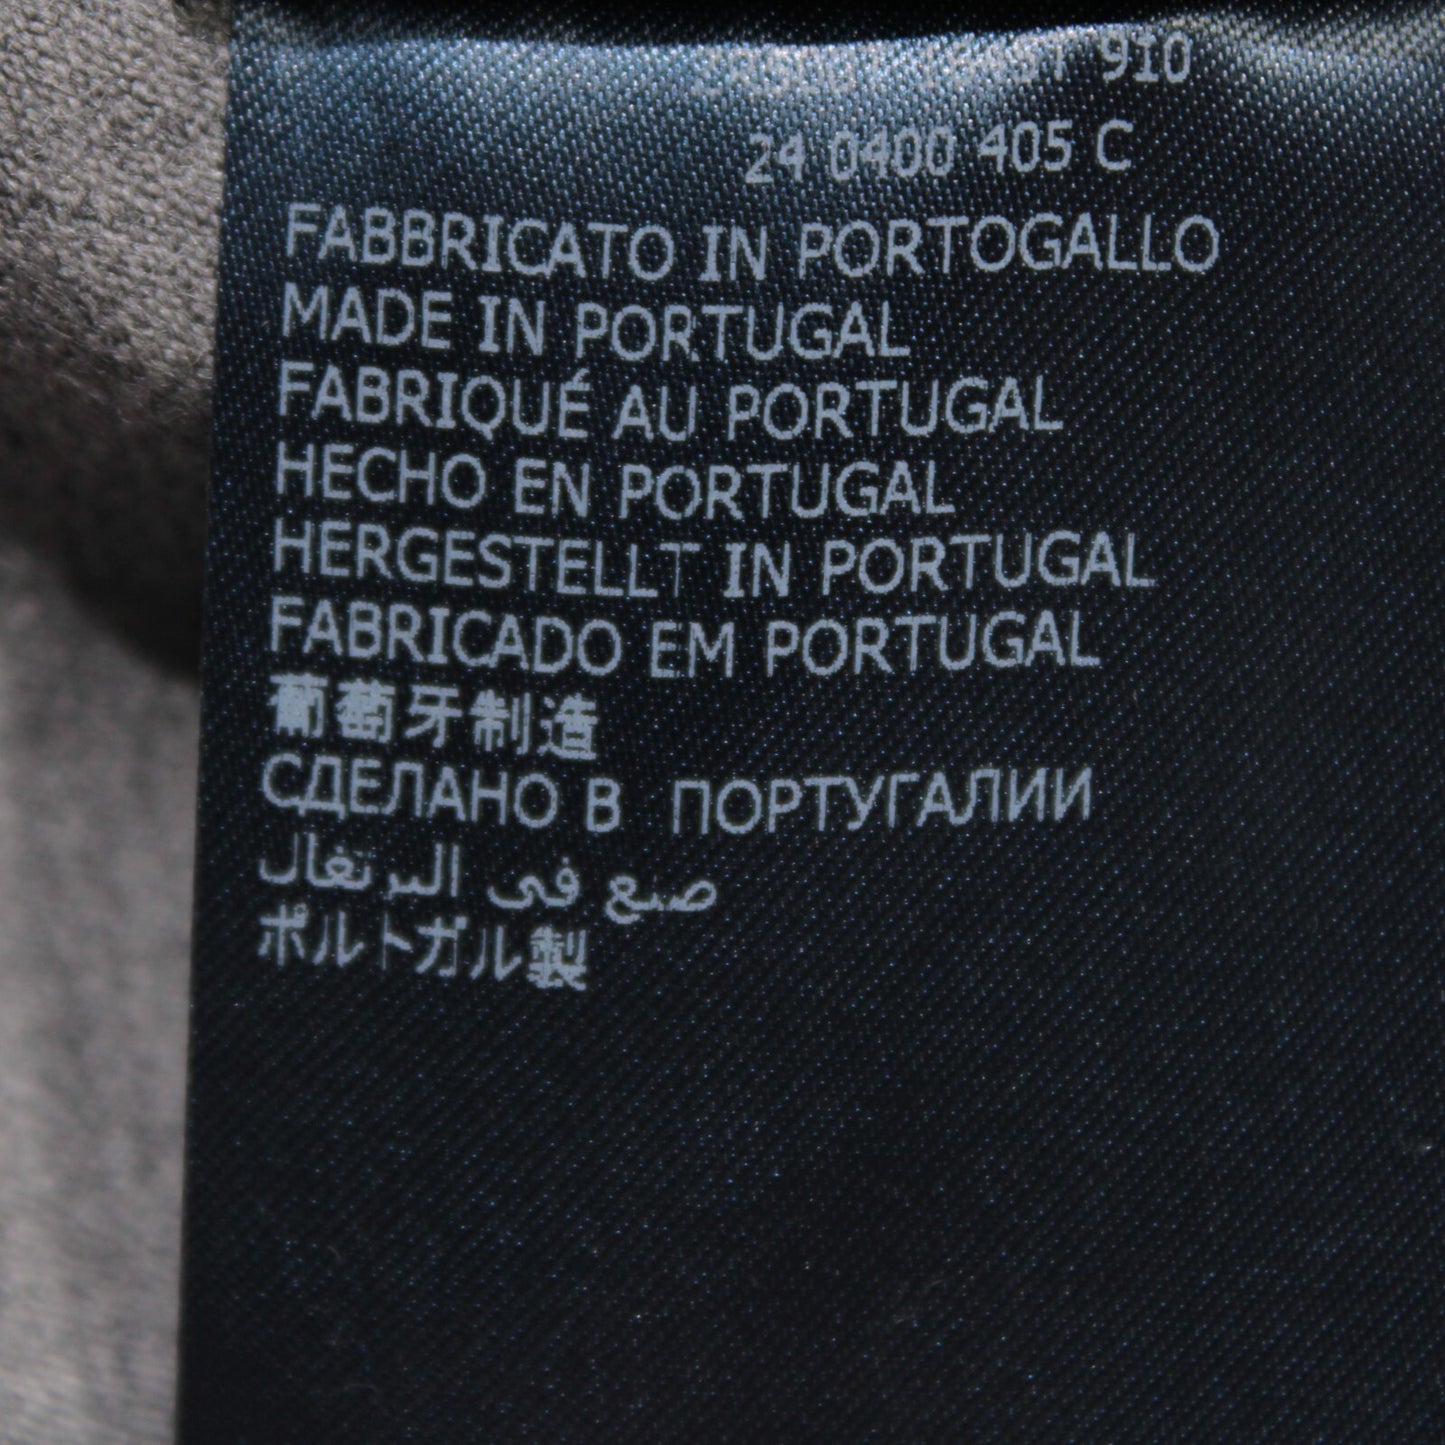 910
24 0400 405 C
FABBRICATO IN PORTOGALLO
MADE IN PORTUGAL
FABRIQUÉ AU PORTUGAL
HECHO EN PORTUGAL
HERGESTELLT IN PORTUGAL
FABRICADO EM PORTUGAL
葡萄牙制造
СДЕЛАНО В ПОРТУГАЛИИ
صنع في البرتغال
ポルトガル製